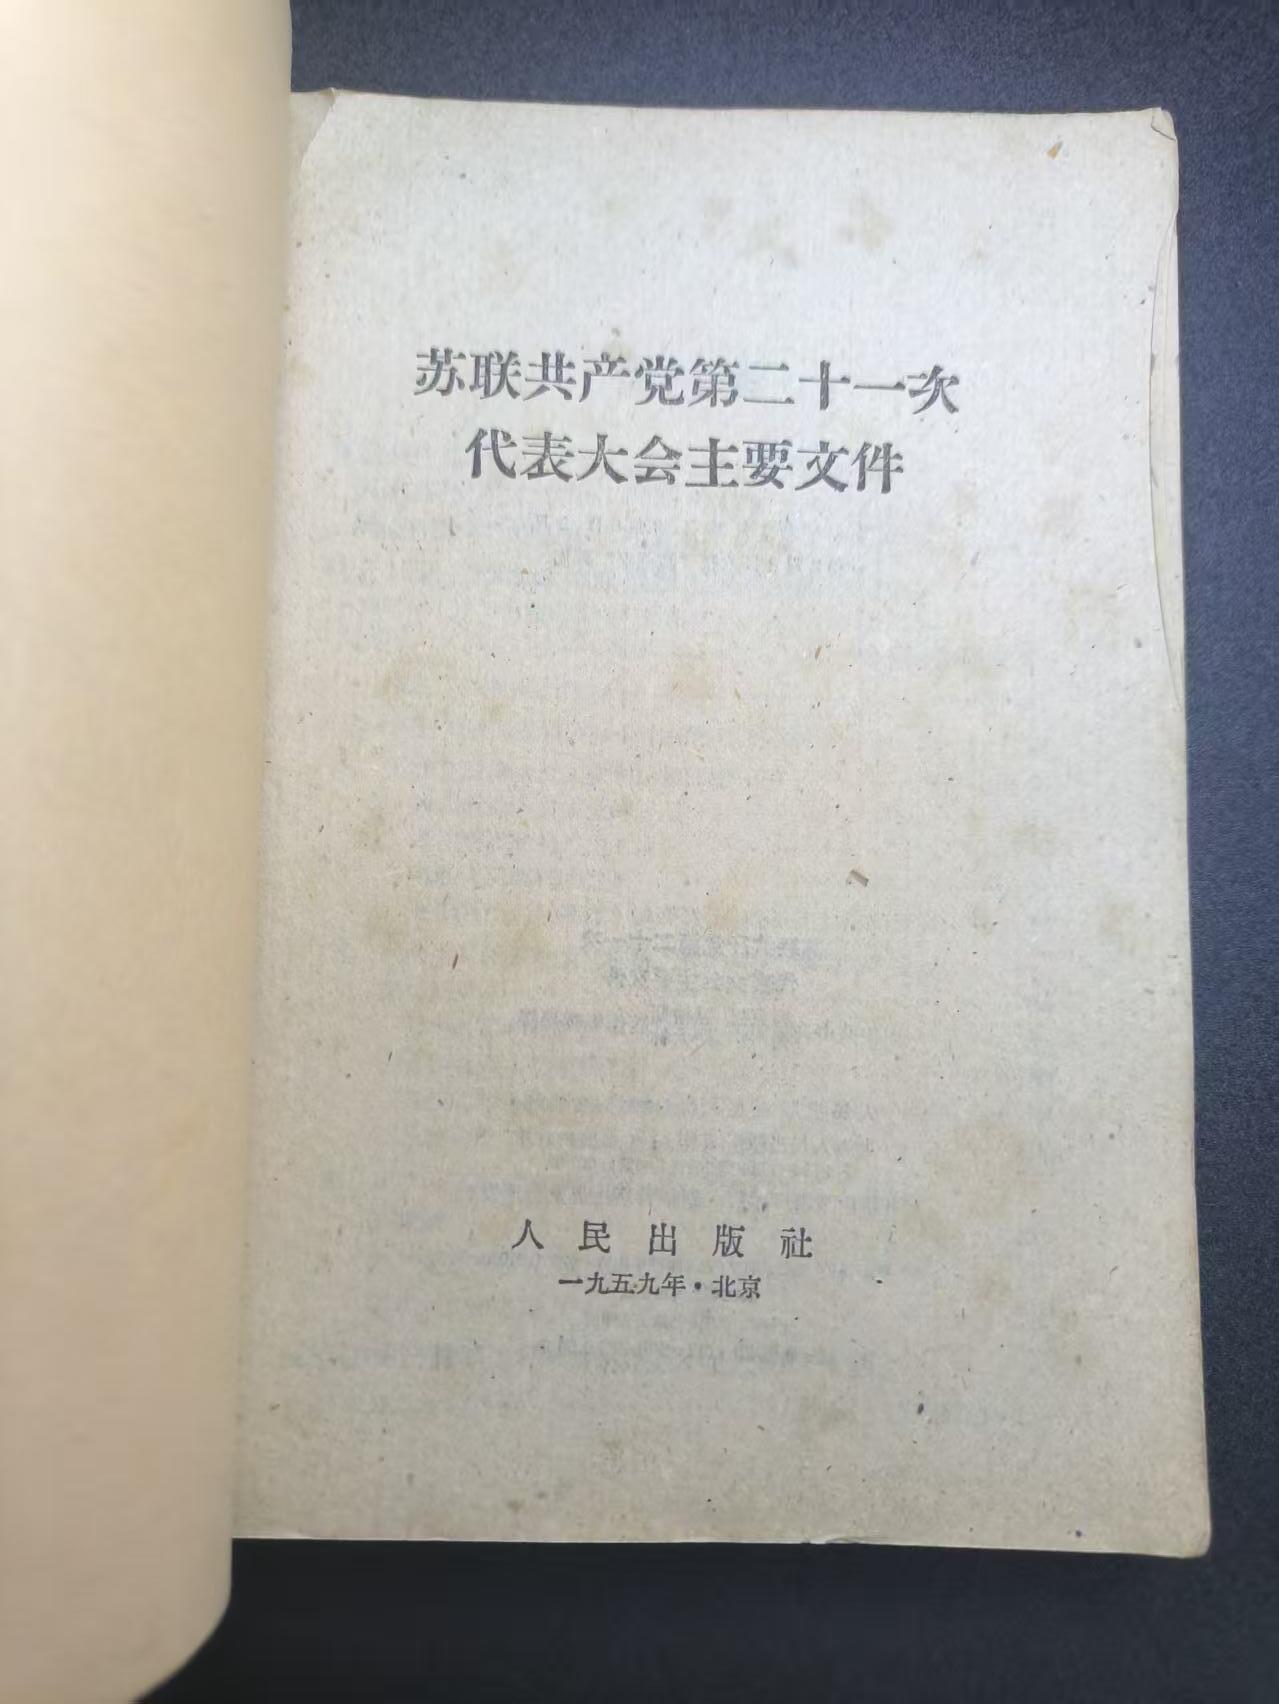 苏联共产党第二十一次
代表大会主要文件
人民出版社
一九五九年·北京